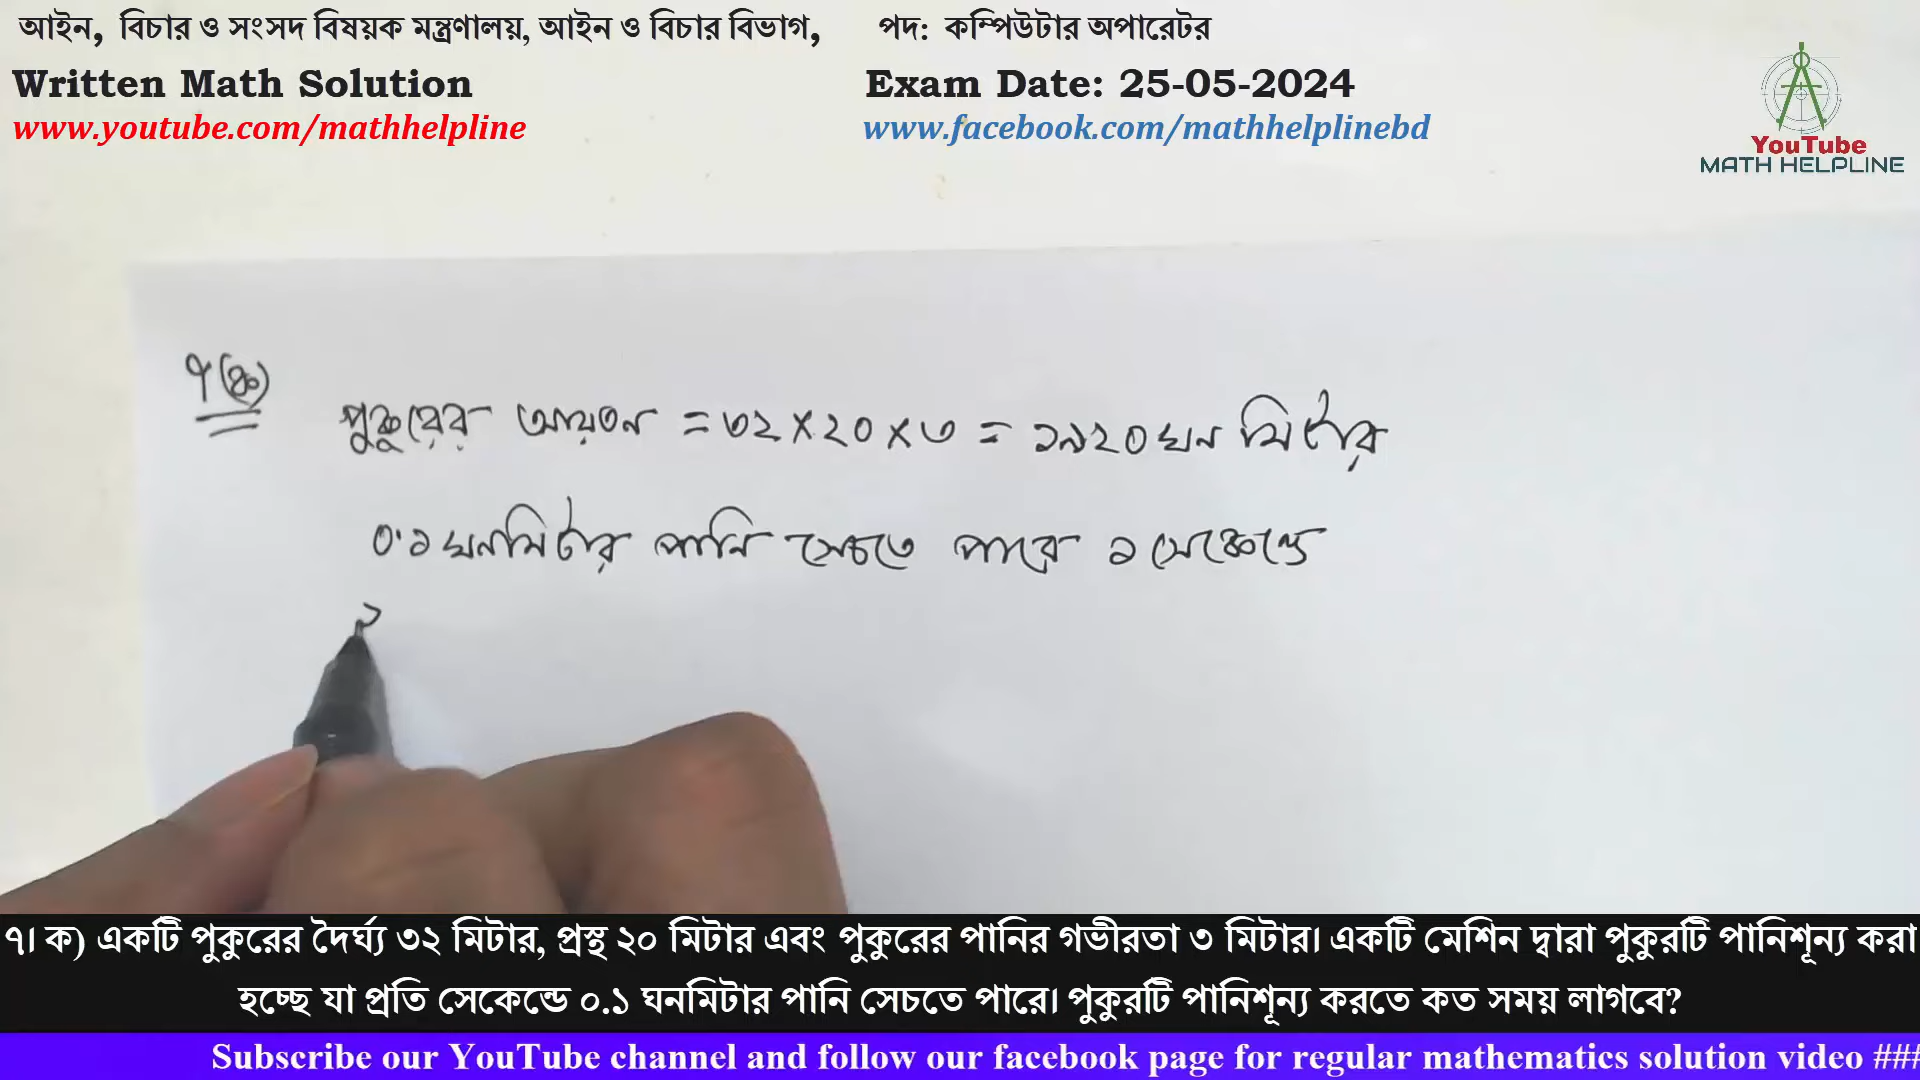 আইন, বিচার ও সংসদ বিষয়ক মন্ত্রণালয়, আইন ও বিচার বিভাগ, পদ: কম্পিউটার অপারেটর
Written Math Solution Exam Date: 25-05-2024
www.youtube.com/mathhelpline www.facebook.com/mathhelplinebd
YouTube
MATH HELPLINE
৭(ক)
পুকুরের আয়তন = ৩২ × ২০ × ৩ = ১৯২০ ঘন মিটার
০.১ ঘনমিটার পানি সেচতে পারে ১ সেকেন্ডে
৭। ক) একটি পুকুরের দৈর্ঘ্য ৩২ মিটার, প্রস্থ ২০ মিটার এবং পুকুরের পানির গভীরতা ৩ মিটার। একটি মেশিন দ্বারা পুকুরটি পানিশূন্য করা
হচ্ছে যা প্রতি সেকেন্ডে ০.১ ঘনমিটার পানি সেচতে পারে। পুকুরটি পানিশূন্য করতে কত সময় লাগবে?
Subscribe our YouTube channel and follow our facebook page for regular mathematics solution video ###